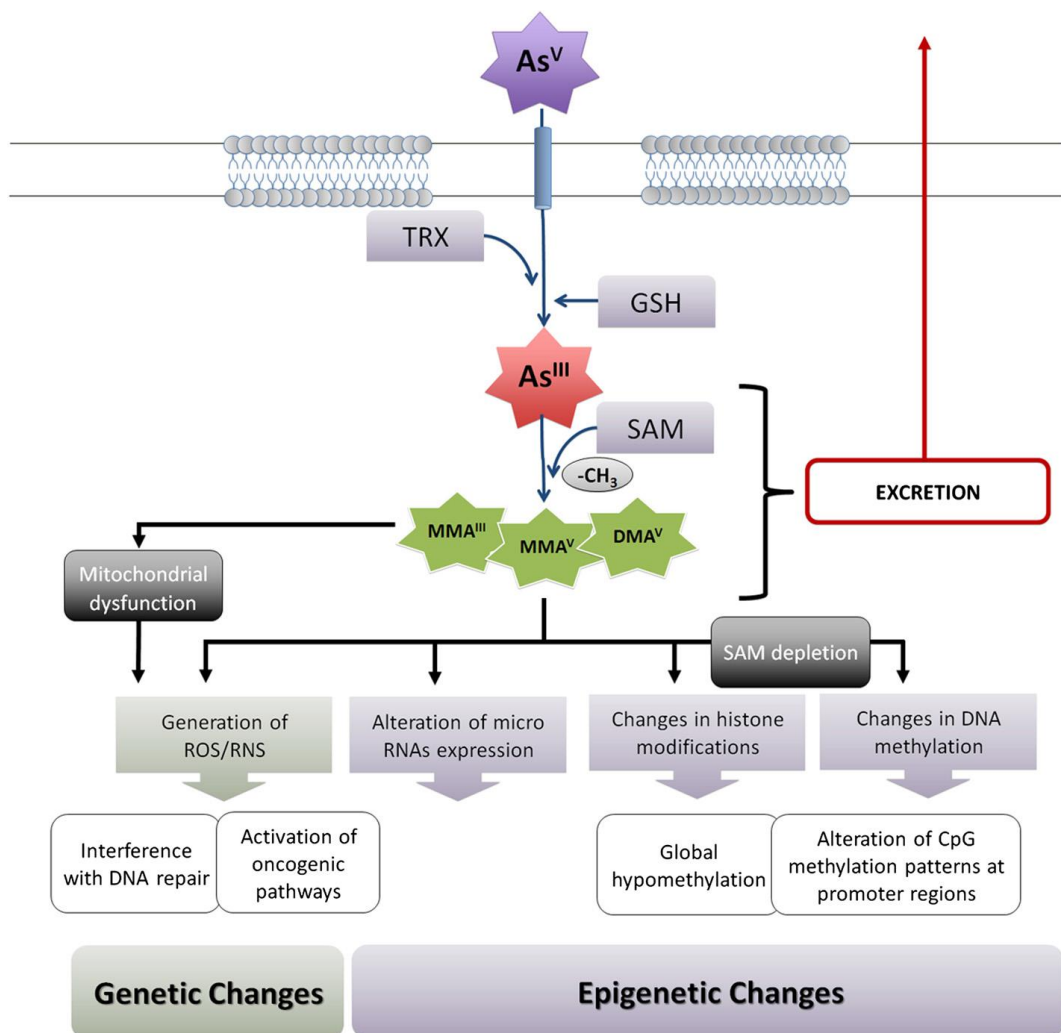 As^V
TRX
GSH
As^III
SAM
-CH₃
EXCRETION
MMA^III
MMA^V
DMA^V
Mitochondrial
dysfunction
SAM depletion
Generation of
ROS/RNS
Alteration of micro
RNAs expression
Changes in histone
modifications
Changes in DNA
methylation
Interference
with DNA repair
Activation of
oncogenic
pathways
Global
hypomethylation
Alteration of CpG
methylation patterns at
promoter regions
Genetic Changes
Epigenetic Changes